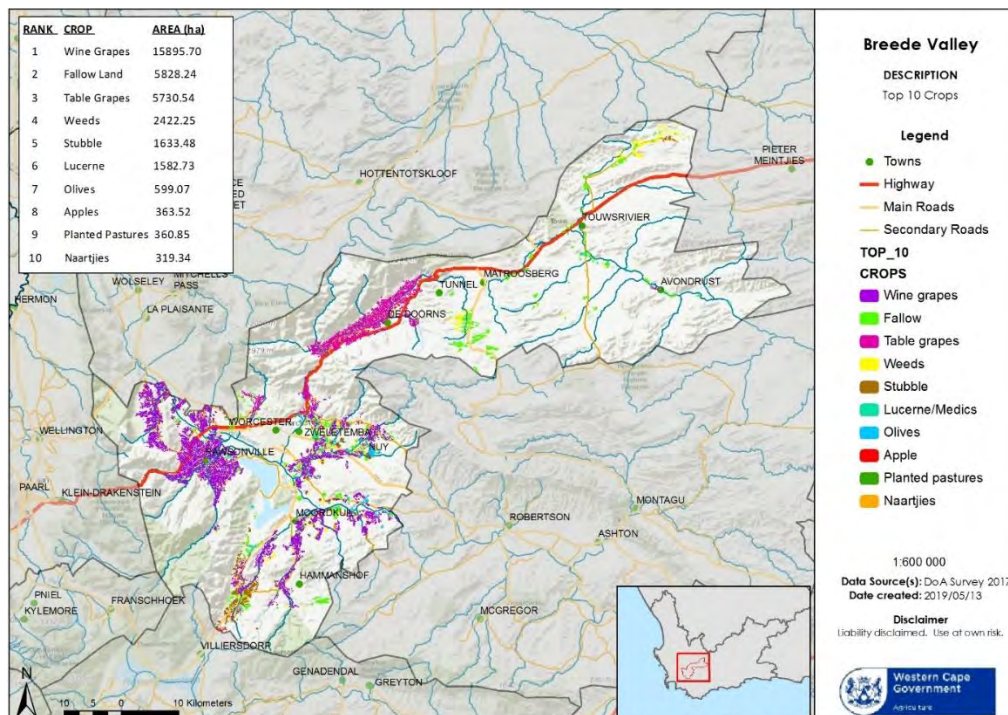 RANK CROP AREA (ha)
1 Wine Grapes 15895.70
2 Fallow Land 5828.24
3 Table Grapes 5730.54
4 Weeds 2422.25
5 Stubble 1633.48
6 Lucerne 1582.73
7 Olives 599.07
8 Apples 363.52
9 Planted Pastures 360.85
10 Naartjies 319.34
HOTTENTOTSKLOOF
PIETER
MEINTJIES
TOUWSRIVIER
MATROOSBERG
TUNNEL
AVONDRUST
DE DOORNS
MITCHELLS
PASS
WOLSELEY
HERMON
LA PLAISANTE
WORCESTER
ZWELETEMBA
NUY
WELLINGTON
RAWSONVILLE
PAARL
KLEIN-DRAKENSTEIN
MOORDKUIL
ROBERTSON
MONTAGU
ASHTON
HAMMANSHOF
PNIEL
KYLEMORE
FRANSCHHOEK
MCGREGOR
VILLIERSDORP
GENADENDAL
GREYTON
N
10 5 0 10 Kilometers
Breede Valley
DESCRIPTION
Top 10 Crops
Legend
Towns
Highway
Main Roads
Secondary Roads
TOP_10
CROPS
Wine grapes
Fallow
Table grapes
Weeds
Stubble
Lucerne/Medics
Olives
Apple
Planted pastures
Naartjies
1:600 000
Data Source(s): DoA Survey 2017
Date created: 2019/05/13
Disclaimer
Liability disclaimed. Use at own risk.
Western Cape
Government
Agriculture